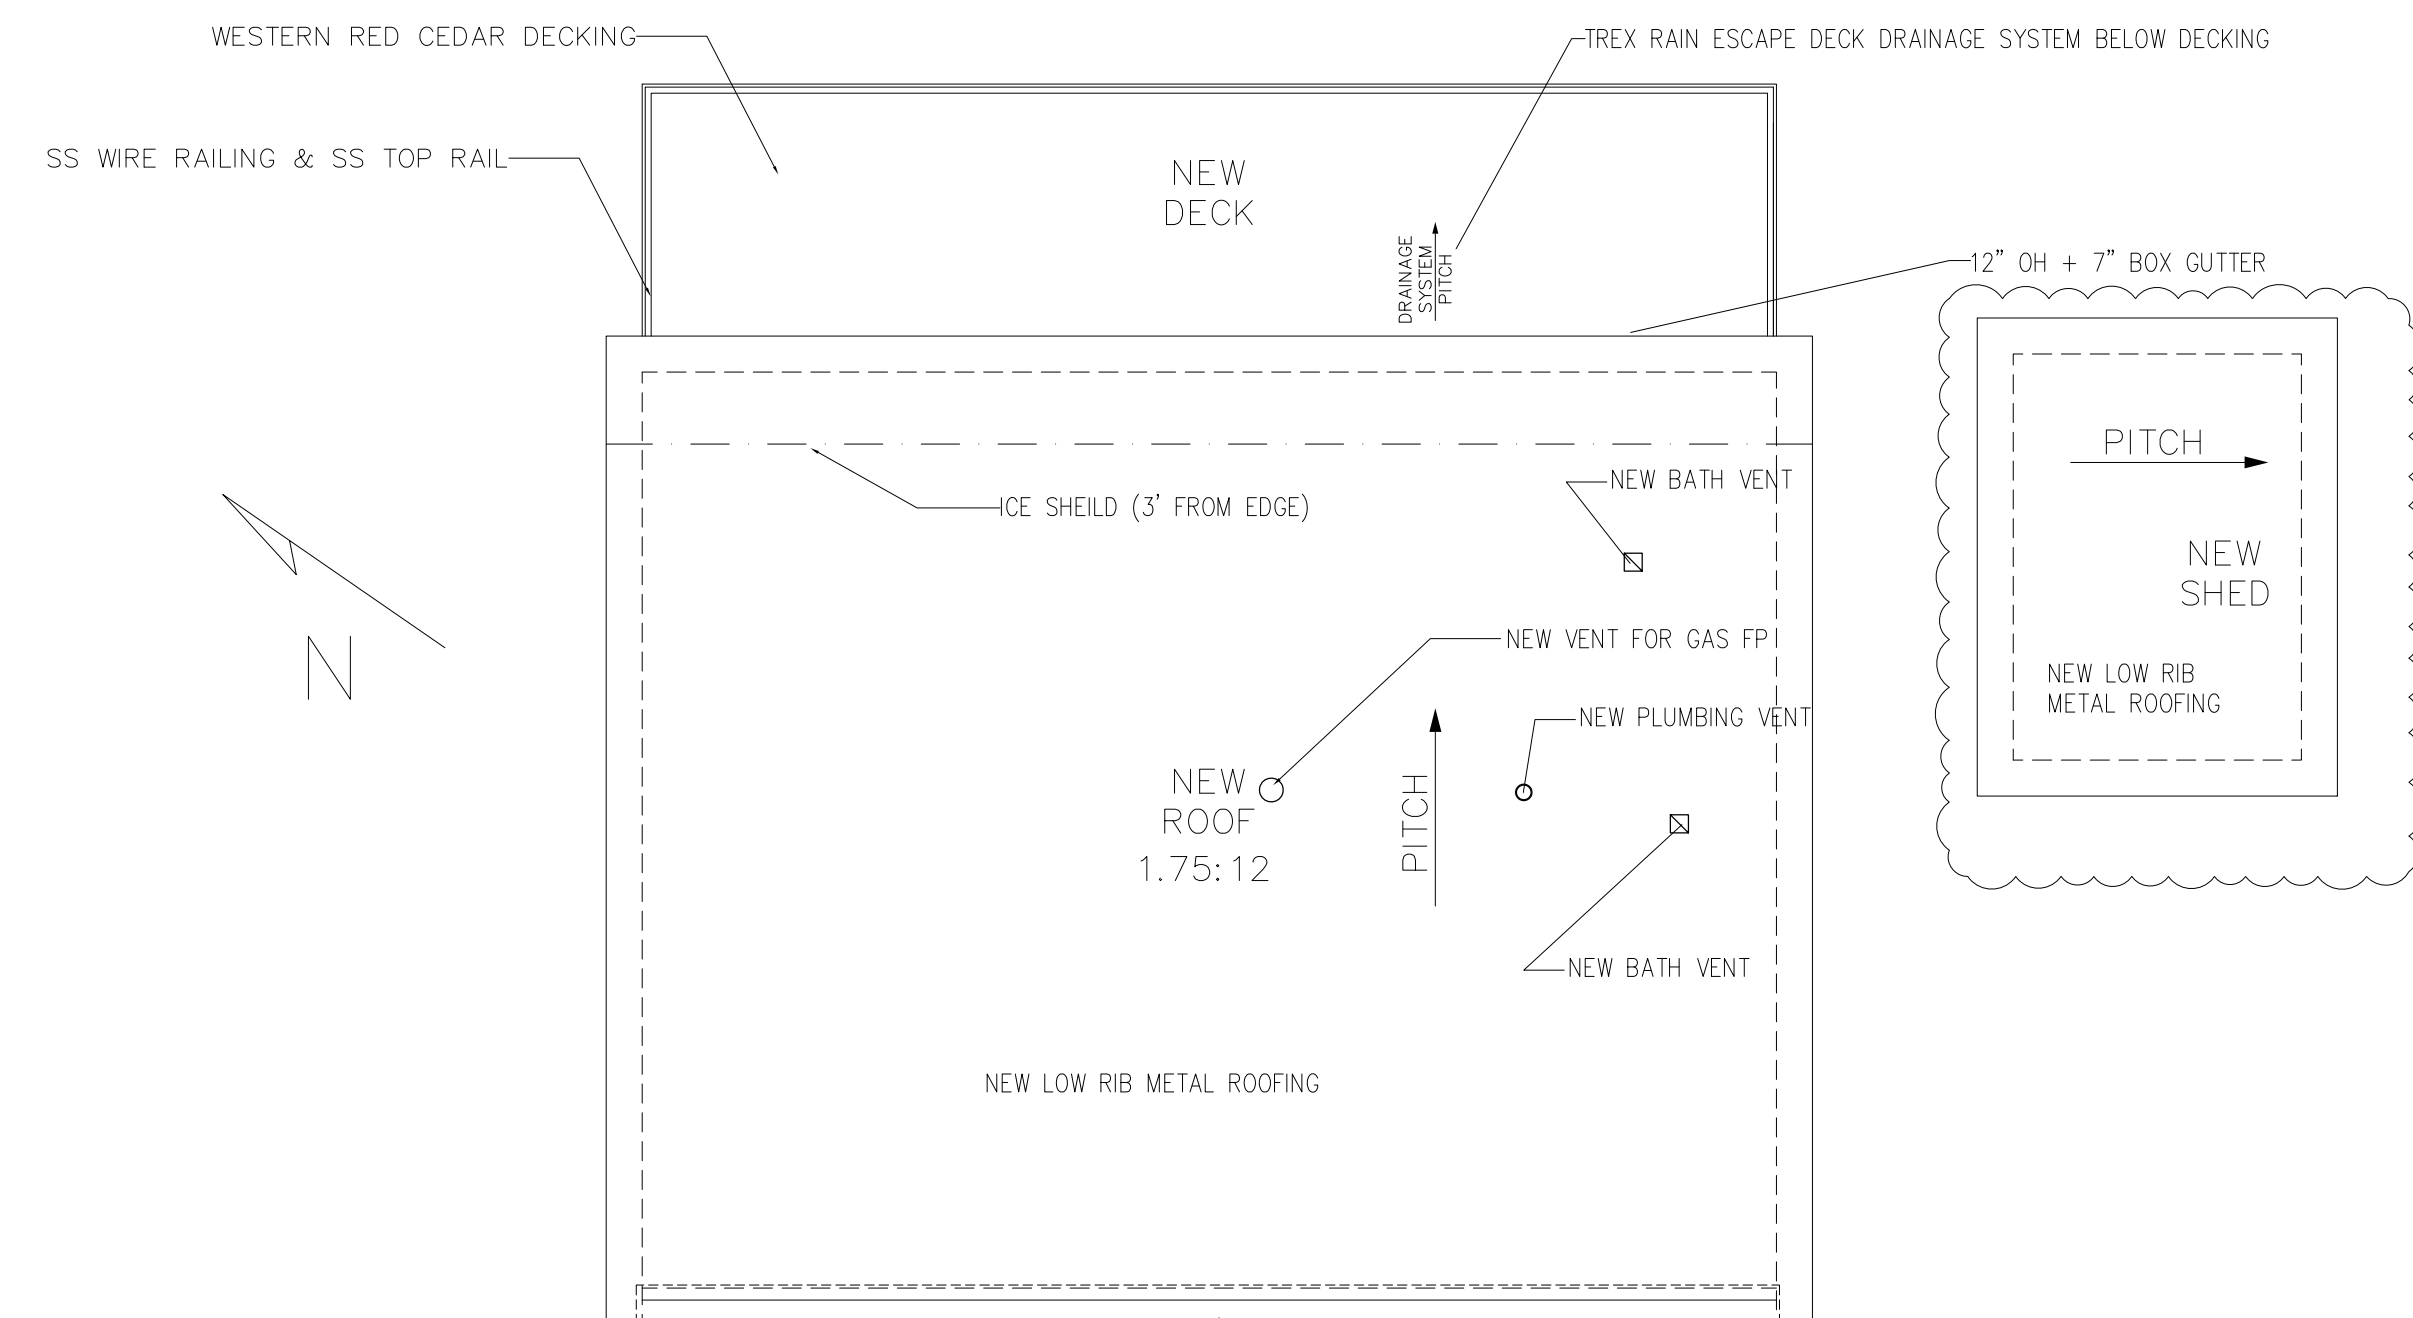 WESTERN RED CEDAR DECKING
TREX RAIN ESCAPE DECK DRAINAGE SYSTEM BELOW DECKING
SS WIRE RAILING & SS TOP RAIL
NEW
DECK
DRAINAGE
SYSTEM
PITCH
12" OH + 7" BOX GUTTER
PITCH
NEW
SHED
NEW LOW RIB
METAL ROOFING
ICE SHEILD (3' FROM EDGE)
NEW BATH VENT
N
NEW VENT FOR GAS FP
NEW PLUMBING VENT
NEW
ROOF
1.75:12
PITCH
NEW BATH VENT
NEW LOW RIB METAL ROOFING